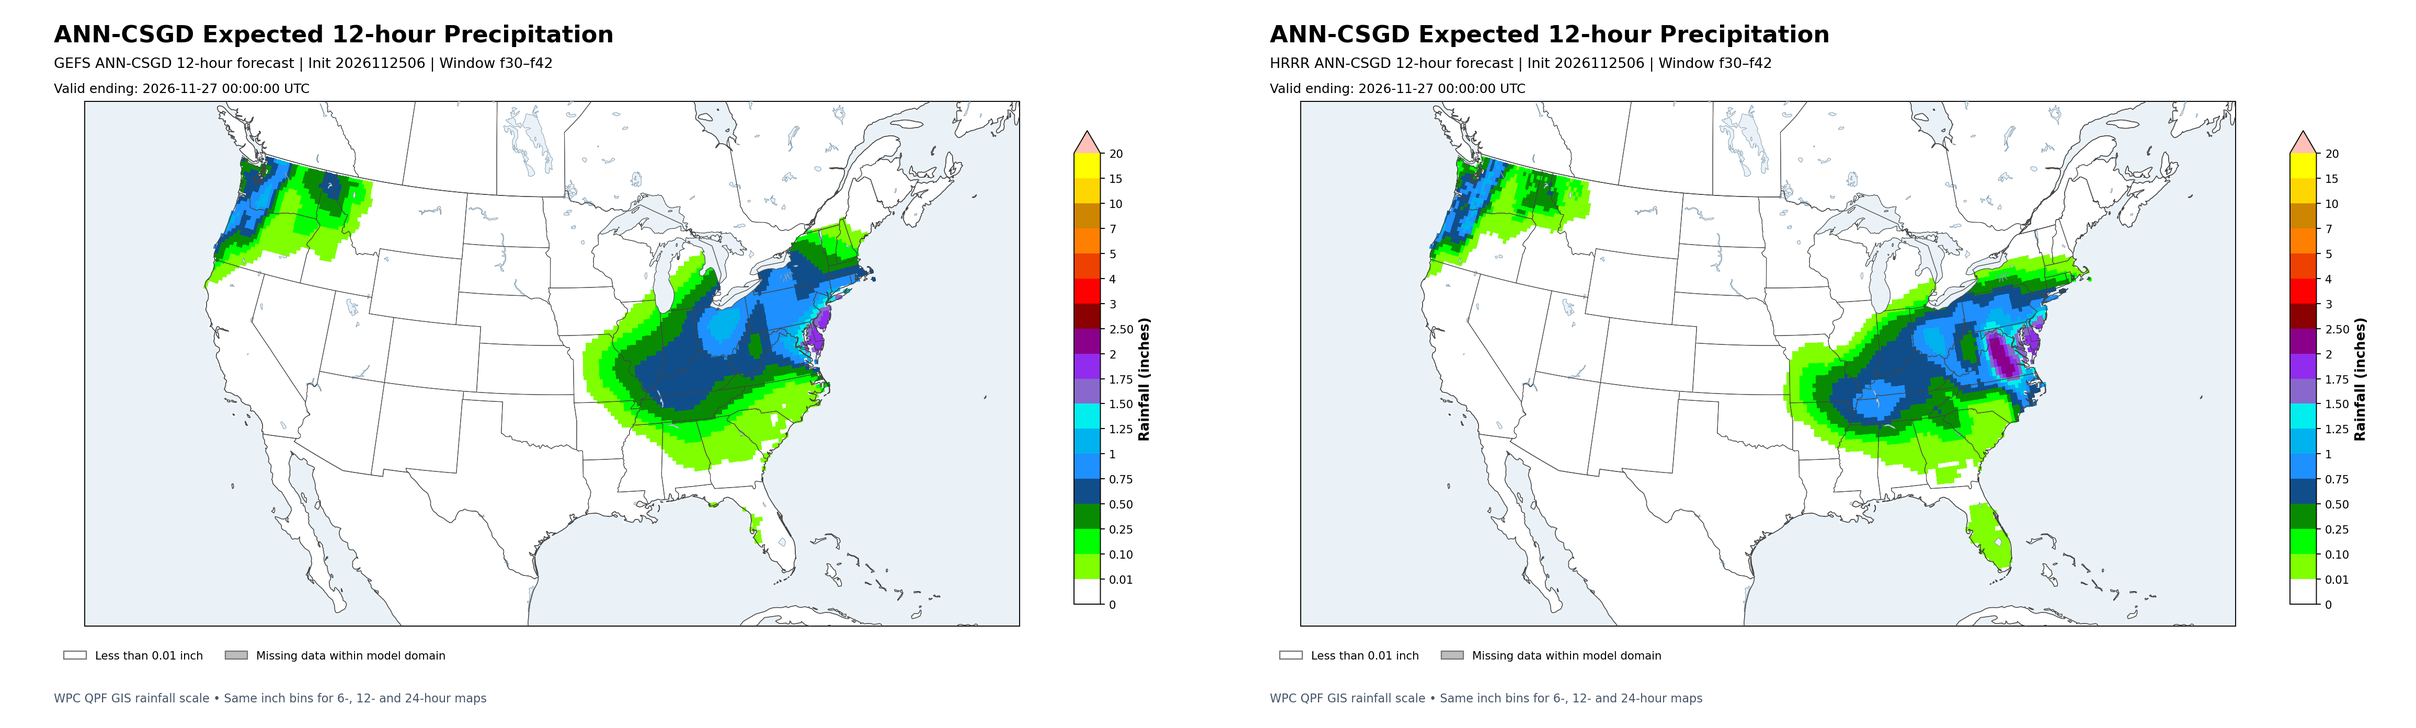 ANN-CSGD Expected 12-hour Precipitation
GEFS ANN-CSGD 12-hour forecast | Init 2026112506 | Window f30–f42
Valid ending: 2026-11-27 00:00:00 UTC
20
15
10
7
5
4
3
2.50
2
1.75
1.50
1.25
1
0.75
0.50
0.25
0.10
0.01
0
Rainfall (inches)
Less than 0.01 inch
Missing data within model domain
WPC QPF GIS rainfall scale • Same inch bins for 6-, 12- and 24-hour maps
ANN-CSGD Expected 12-hour Precipitation
HRRR ANN-CSGD 12-hour forecast | Init 2026112506 | Window f30–f42
Valid ending: 2026-11-27 00:00:00 UTC
20
15
10
7
5
4
3
2.50
2
1.75
1.50
1.25
1
0.75
0.50
0.25
0.10
0.01
0
Rainfall (inches)
Less than 0.01 inch
Missing data within model domain
WPC QPF GIS rainfall scale • Same inch bins for 6-, 12- and 24-hour maps